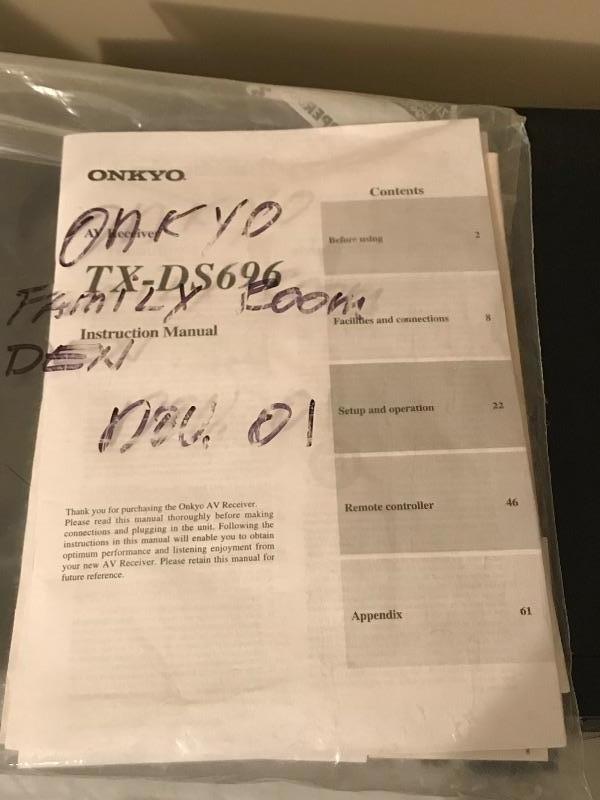 ONKYO
AV Receiver
ONKYO
TX-DS696
FAMILY ROOM
Instruction Manual
NOV. 01
Thank you for purchasing the Onkyo AV Receiver.
Please read this manual thoroughly before making
connections and plugging in the unit. Following the
instructions in this manual will enable you to obtain
optimum performance and listening enjoyment from
your new AV Receiver. Please retain this manual for
future reference.
Contents
Before using 2
Facilities and connections 8
Setup and operation 22
Remote controller 46
Appendix 61